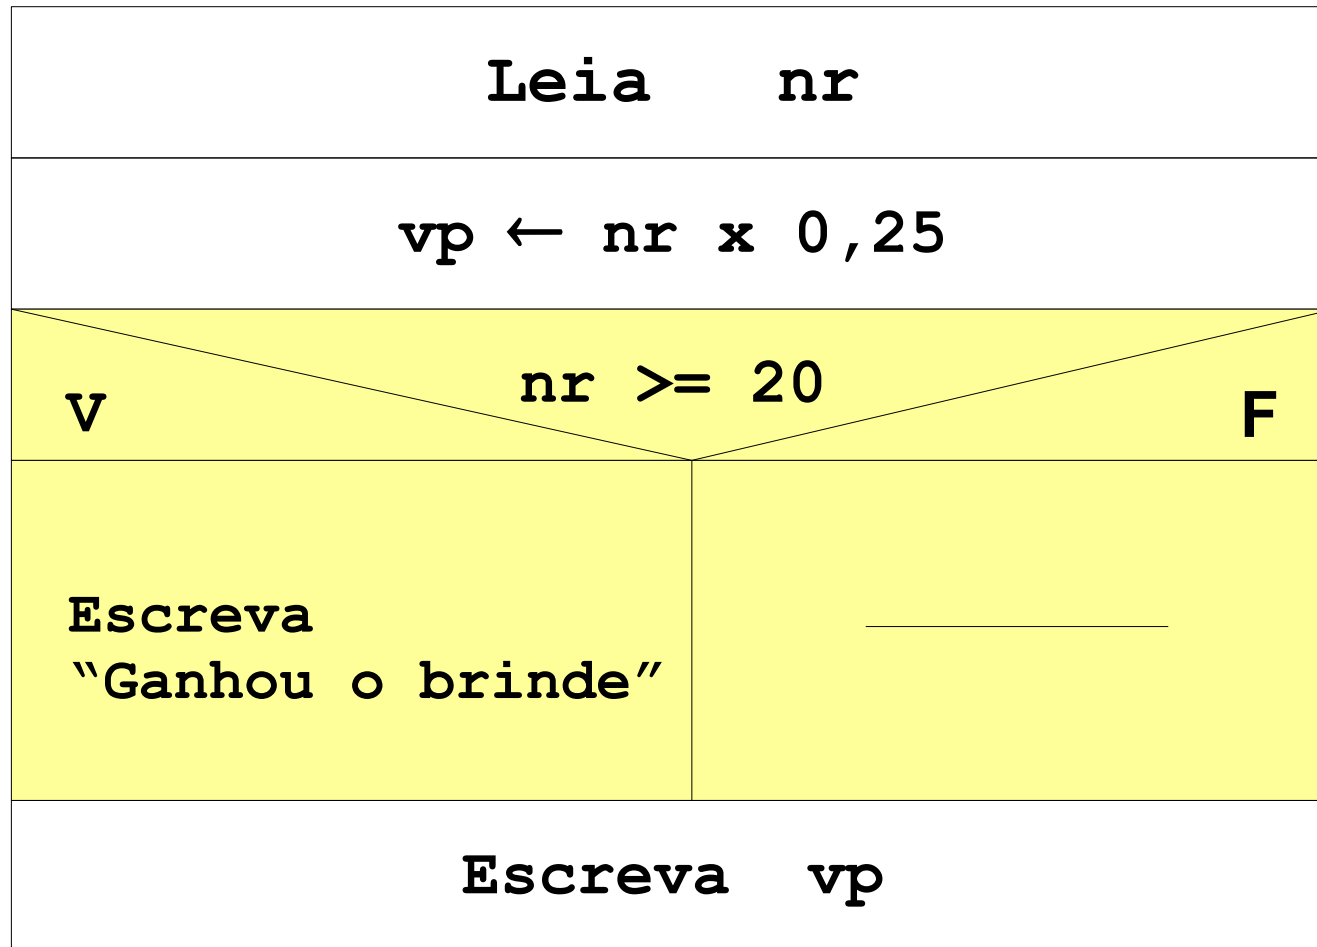 Leia nr
vp ← nr x 0,25
nr >= 20
V
F
Escreva
“Ganhou o brinde”
Escreva vp